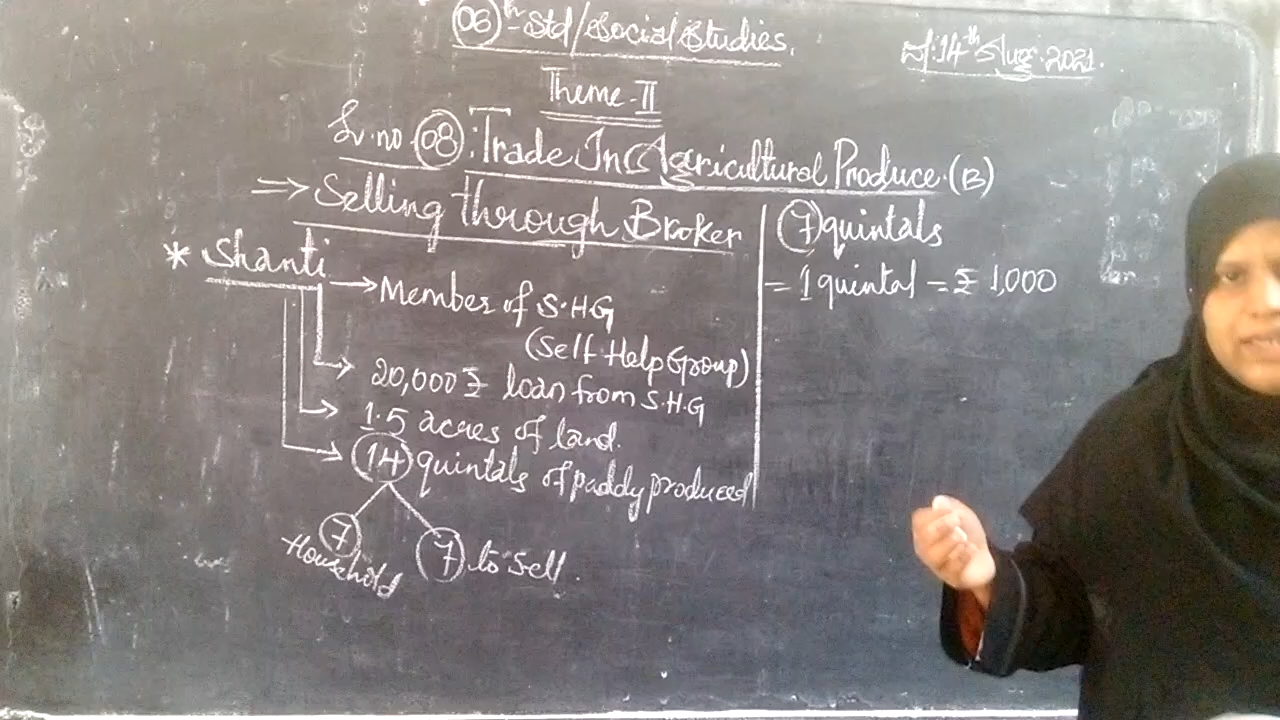 06th Std/Social Studies.
D:14th Aug. 2021.
Theme-II
Lr.no.08:Trade In Agricultural Produce.(B)
=> Selling through Broker
* Shanti
→ Member of S.H.G
(Self Help Group)
→ 20,000 ₹ loan from S.H.G
→ 1.5 acres of land.
→ 14 quintals of paddy produced
7 Household
7 to sell.
7 quintals
= 1 quintal = ₹ 1,000